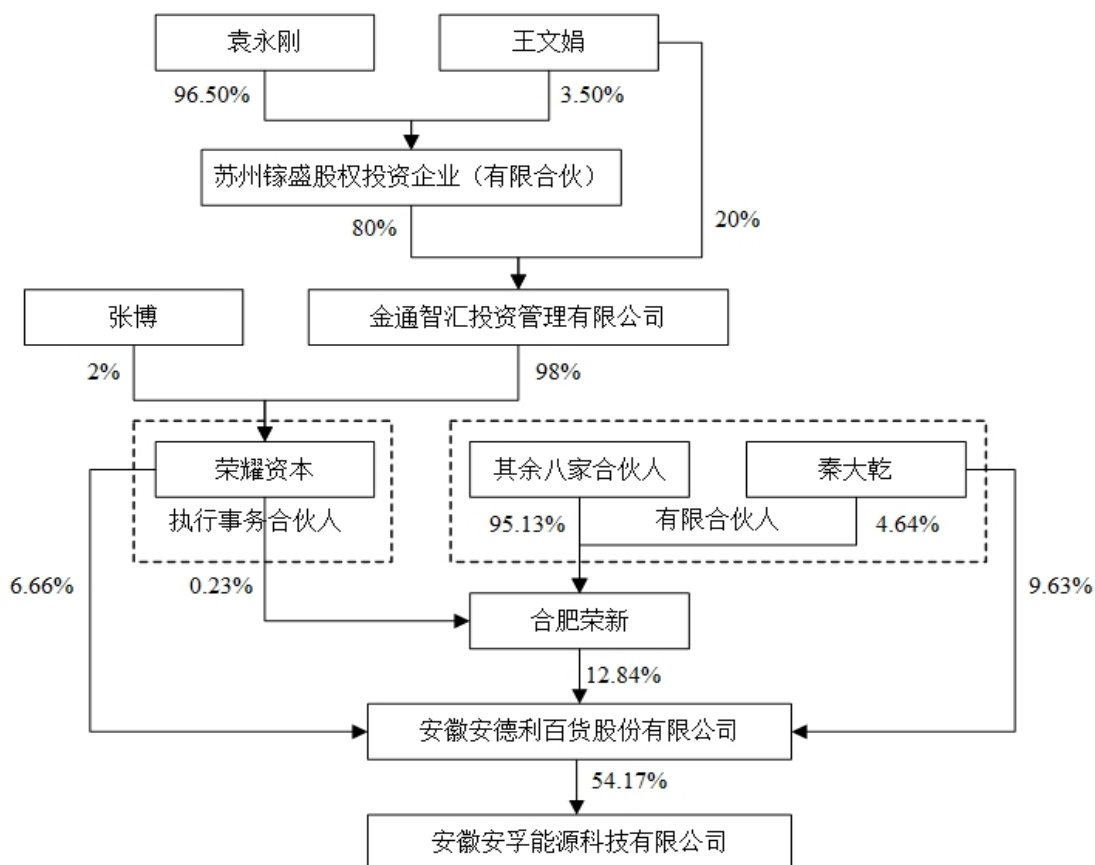 袁永刚
王文娟
96.50%
3.50%
苏州镓盛股权投资企业（有限合伙）
80%
20%
张博
金通智汇投资管理有限公司
2%
98%
荣耀资本
其余八家合伙人
秦大乾
执行事务合伙人
95.13%
有限合伙人
4.64%
6.66%
0.23%
9.63%
合肥荣新
12.84%
安徽安德利百货股份有限公司
54.17%
安徽安孚能源科技有限公司